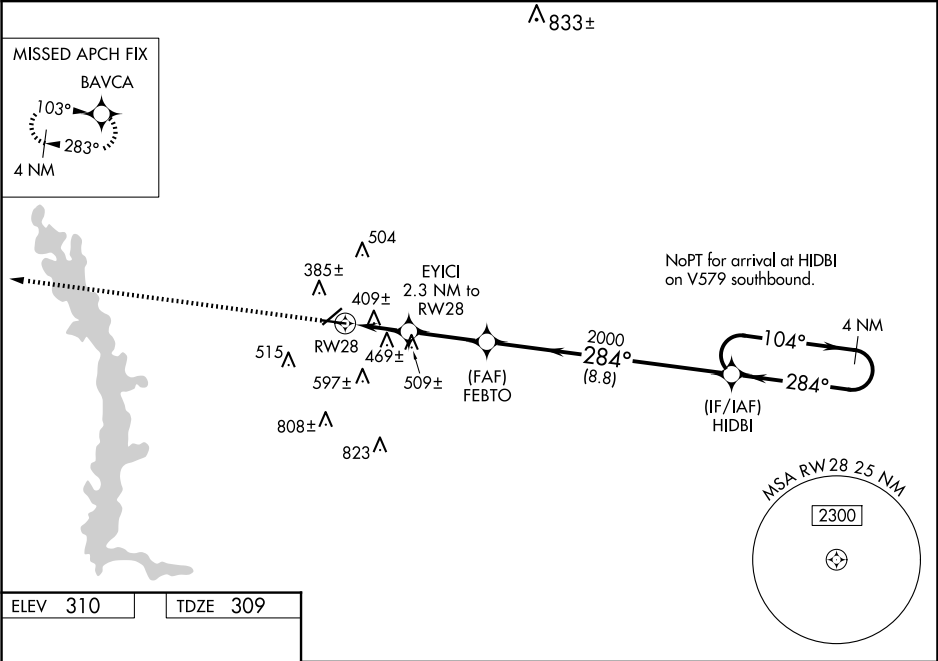 833±
MISSED APCH FIX
BAVCA
103°
283°
4 NM
504
385±
EYICI
2.3 NM to
RW28
409±
NoPT for arrival at HIDBI
on V579 southbound.
RW28
515
469±
509±
597±
(FAF)
FEBTO
2000
284°
(8.8)
104°
4 NM
284°
(IF/IAF)
HIDBI
808±
823
MSA RW28 25 NM
2300
ELEV 310
TDZE 309